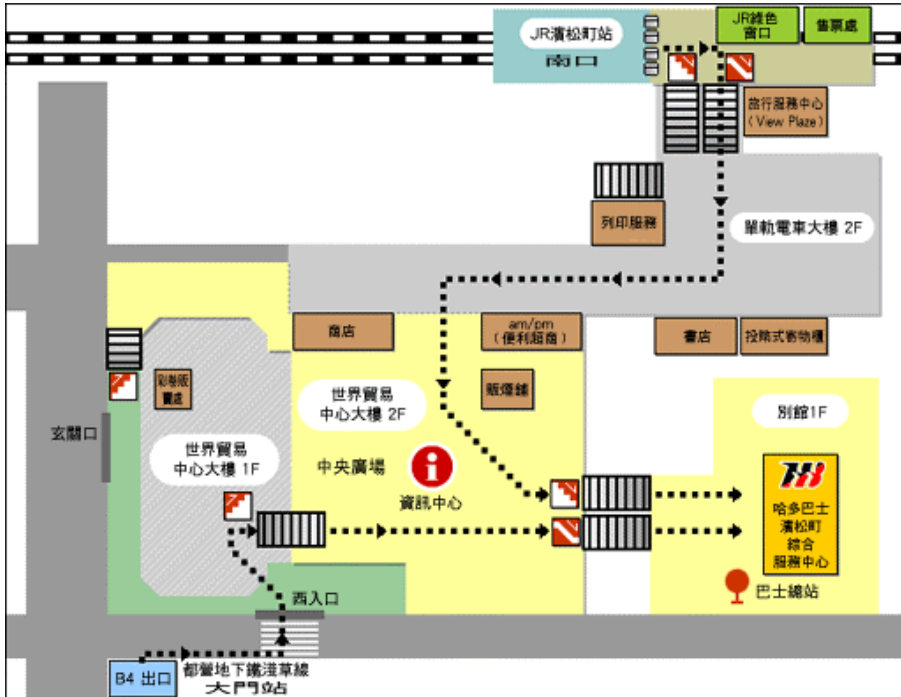 JR濱松町站
南口
JR綠色
窗口
售票處
旅行服務中心
(View Plaze)
列印服務
單軌電車大樓 2F
商店
am/pm
(便利超商)
書店
投幣式寄物櫃
彩卷販
賣處
世界貿易
中心大樓 2F
販煙舖
別館1F
玄關口
世界貿易
中心大樓 1F
中央廣場
i
資訊中心
哈多巴士
濱松町
綜合
服務中心
巴士總站
西入口
B4 出口
都營地下鐵淺草線
大門站